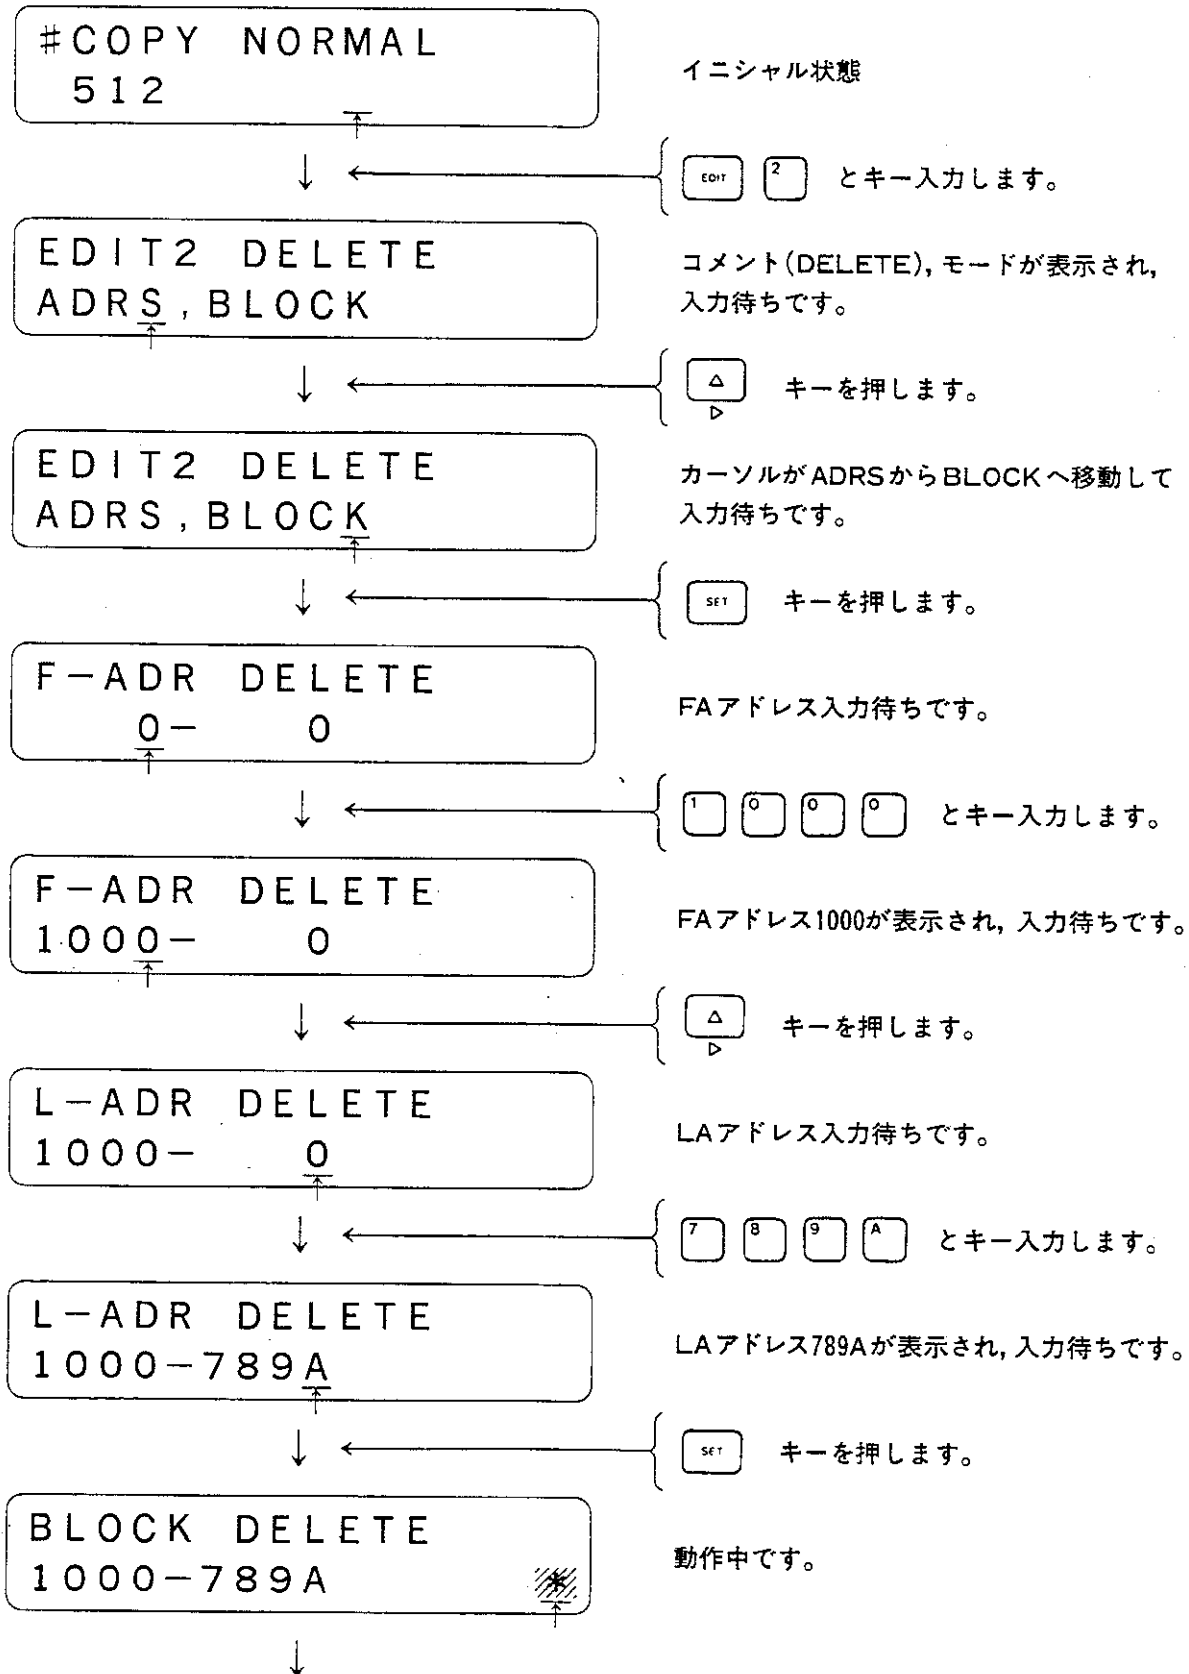 #COPY NORMAL
512
イニシャル状態
EDIT 2 とキー入力します。
EDIT2 DELETE
ADRS,BLOCK
コメント(DELETE), モードが表示され,
入力待ちです。
△
▷
キーを押します。
EDIT2 DELETE
ADRS,BLOCK
カーソルがADRSからBLOCKへ移動して
入力待ちです。
SET キーを押します。
F-ADR DELETE
0- 0
FAアドレス入力待ちです。
1 0 0 0 とキー入力します。
F-ADR DELETE
1000- 0
FAアドレス1000が表示され, 入力待ちです。
△
▷
キーを押します。
L-ADR DELETE
1000- 0
LAアドレス入力待ちです。
7 8 9 A とキー入力します。
L-ADR DELETE
1000-789A
LAアドレス789Aが表示され, 入力待ちです。
SET キーを押します。
BLOCK DELETE
1000-789A *
動作中です。